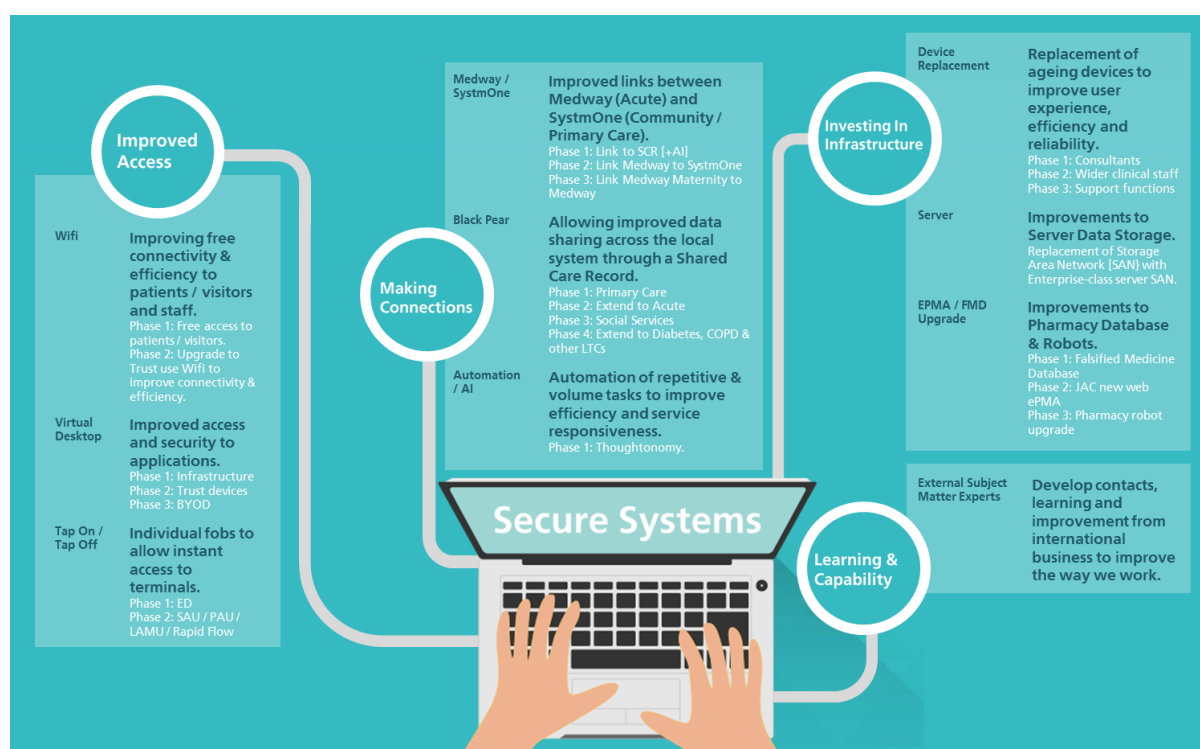 Improved
Access
Wifi
Improving free
connectivity &
efficiency to
patients / visitors
and staff.
Phase 1: Free access to
patients / visitors.
Phase 2: Upgrade to
Trust use Wifi to
improve connectivity &
efficiency.
Virtual
Desktop
Improved access
and security to
applications.
Phase 1: Infrastructure
Phase 2: Trust devices
Phase 3: BYOD
Tap On /
Tap Off
Individual fobs to
allow instant
access to
terminals.
Phase 1: ED
Phase 2: SAU / PAU /
LAMU / Rapid Flow
Making
Connections
Medway /
SystmOne
Improved links between
Medway (Acute) and
SystmOne (Community /
Primary Care).
Phase 1: Link to SCR [+AI]
Phase 2: Link Medway to SystmOne
Phase 3: Link Medway Maternity to
Medway
Black Pear
Allowing improved data
sharing across the local
system through a Shared
Care Record.
Phase 1: Primary Care
Phase 2: Extend to Acute
Phase 3: Social Services
Phase 4: Extend to Diabetes, COPD &
other LTCs
Automation
/ AI
Automation of repetitive &
volume tasks to improve
efficiency and service
responsiveness.
Phase 1: Thoughtonomy.
Investing In
Infrastructure
Device
Replacement
Replacement of
ageing devices to
improve user
experience,
efficiency and
reliability.
Phase 1: Consultants
Phase 2: Wider clinical staff
Phase 3: Support functions
Server
Improvements to
Server Data Storage.
Replacement of Storage
Area Network [SAN} with
Enterprise-class server SAN.
EPMA / FMD
Upgrade
Improvements to
Pharmacy Database
& Robots.
Phase 1: Falsified Medicine
Database
Phase 2: JAC new web
ePMA
Phase 3: Pharmacy robot
upgrade
Learning &
Capability
External Subject
Matter Experts
Develop contacts,
learning and
improvement from
international
business to improve
the way we work.
Secure Systems